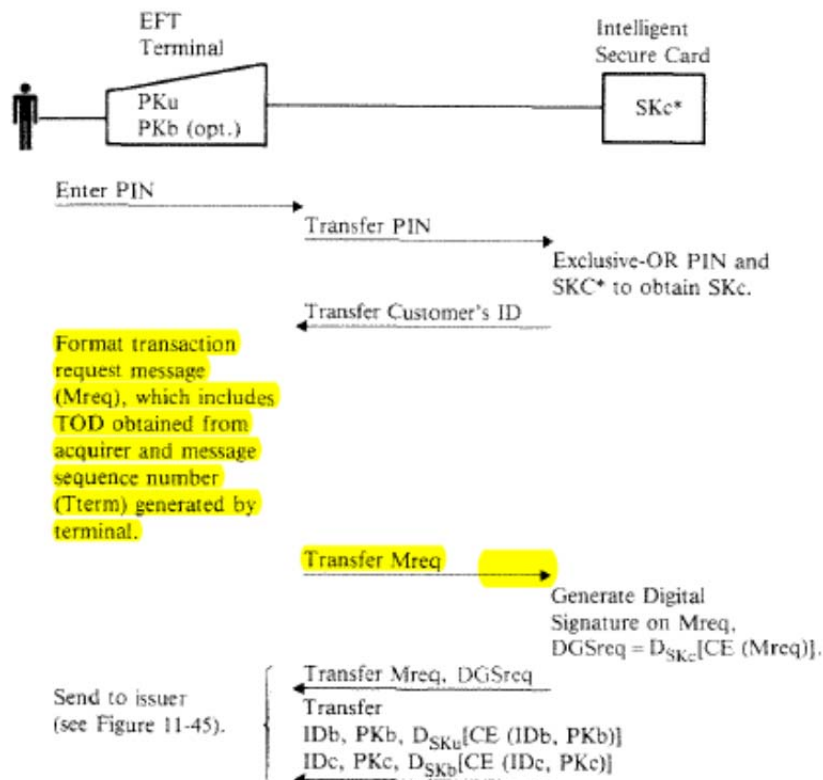 EFT
Terminal
Intelligent
Secure Card
PKu
PKb (opt.)
SKc*
Enter PIN
Transfer PIN
Exclusive-OR PIN and
SKC* to obtain SKc.
Transfer Customer's ID
Format transaction
request message
(Mreq), which includes
TOD obtained from
acquirer and message
sequence number
(Tterm) generated by
terminal.
Transfer Mreq
Generate Digital
Signature on Mreq,
DGSreq = D_SKc[CE (Mreq)].
Transfer Mreq, DGSreq
Send to issuer
(see Figure 11-45).
Transfer
IDb, PKb, D_SKu[CE (IDb, PKb)]
IDc, PKc, D_SKb[CE (IDc, PKc)]